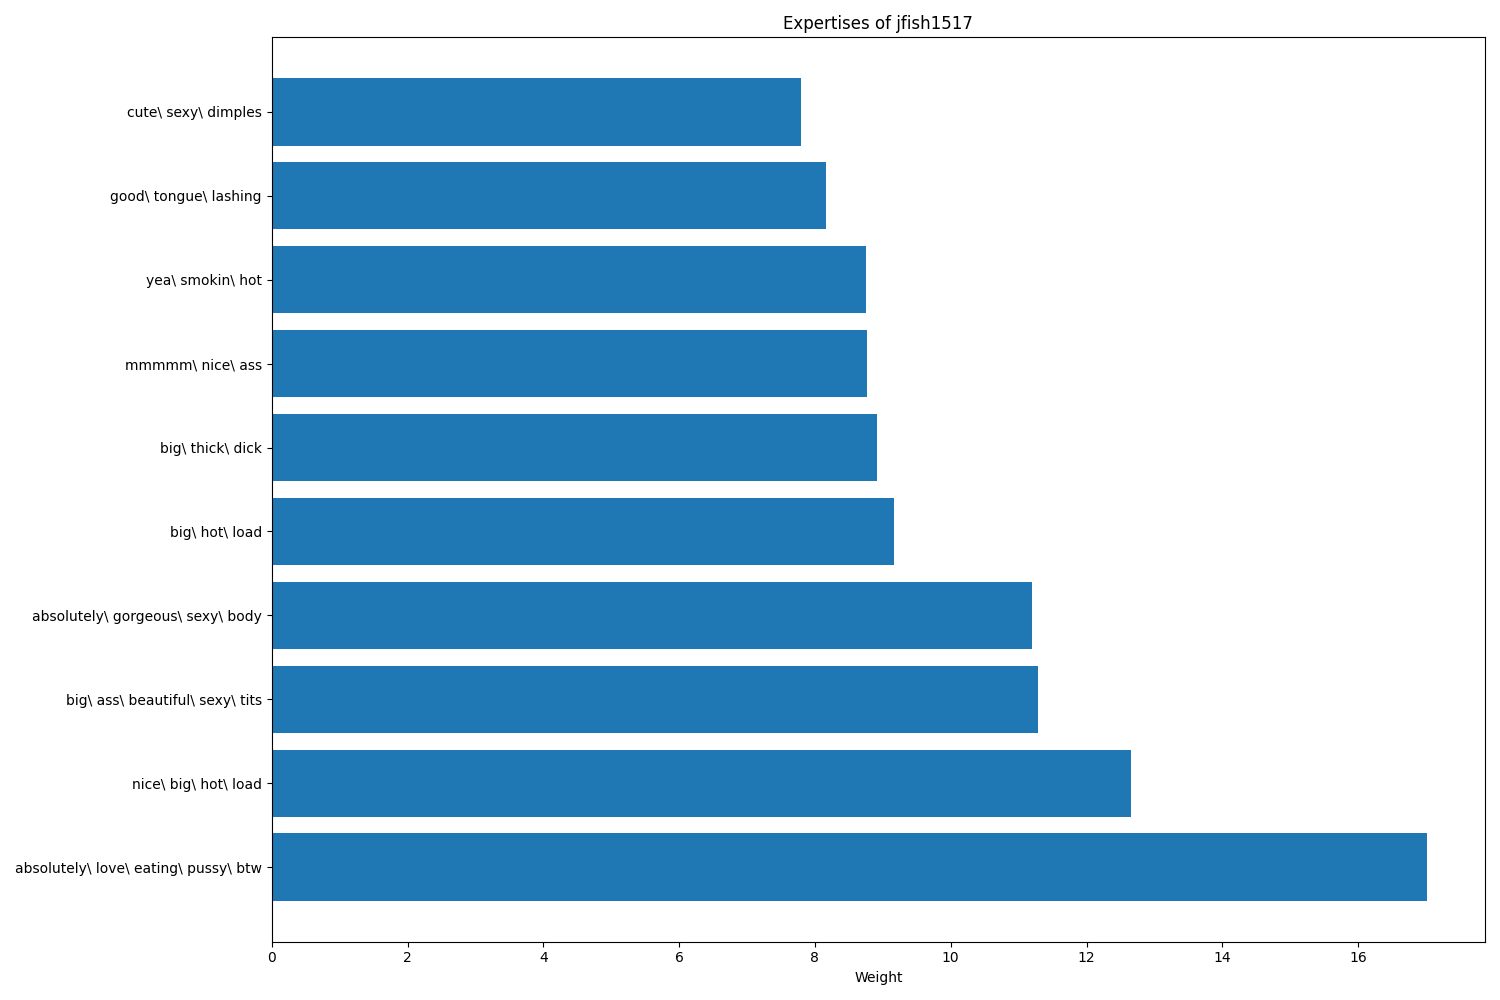 Expertises of jfish1517
cute\ sexy\ dimples
good\ tongue\ lashing
yea\ smokin\ hot
mmmmm\ nice\ ass
big\ thick\ dick
big\ hot\ load
absolutely\ gorgeous\ sexy\ body
big\ ass\ beautiful\ sexy\ tits
nice\ big\ hot\ load
absolutely\ love\ eating\ pussy\ btw
0 2 4 6 8 10 12 14 16
Weight